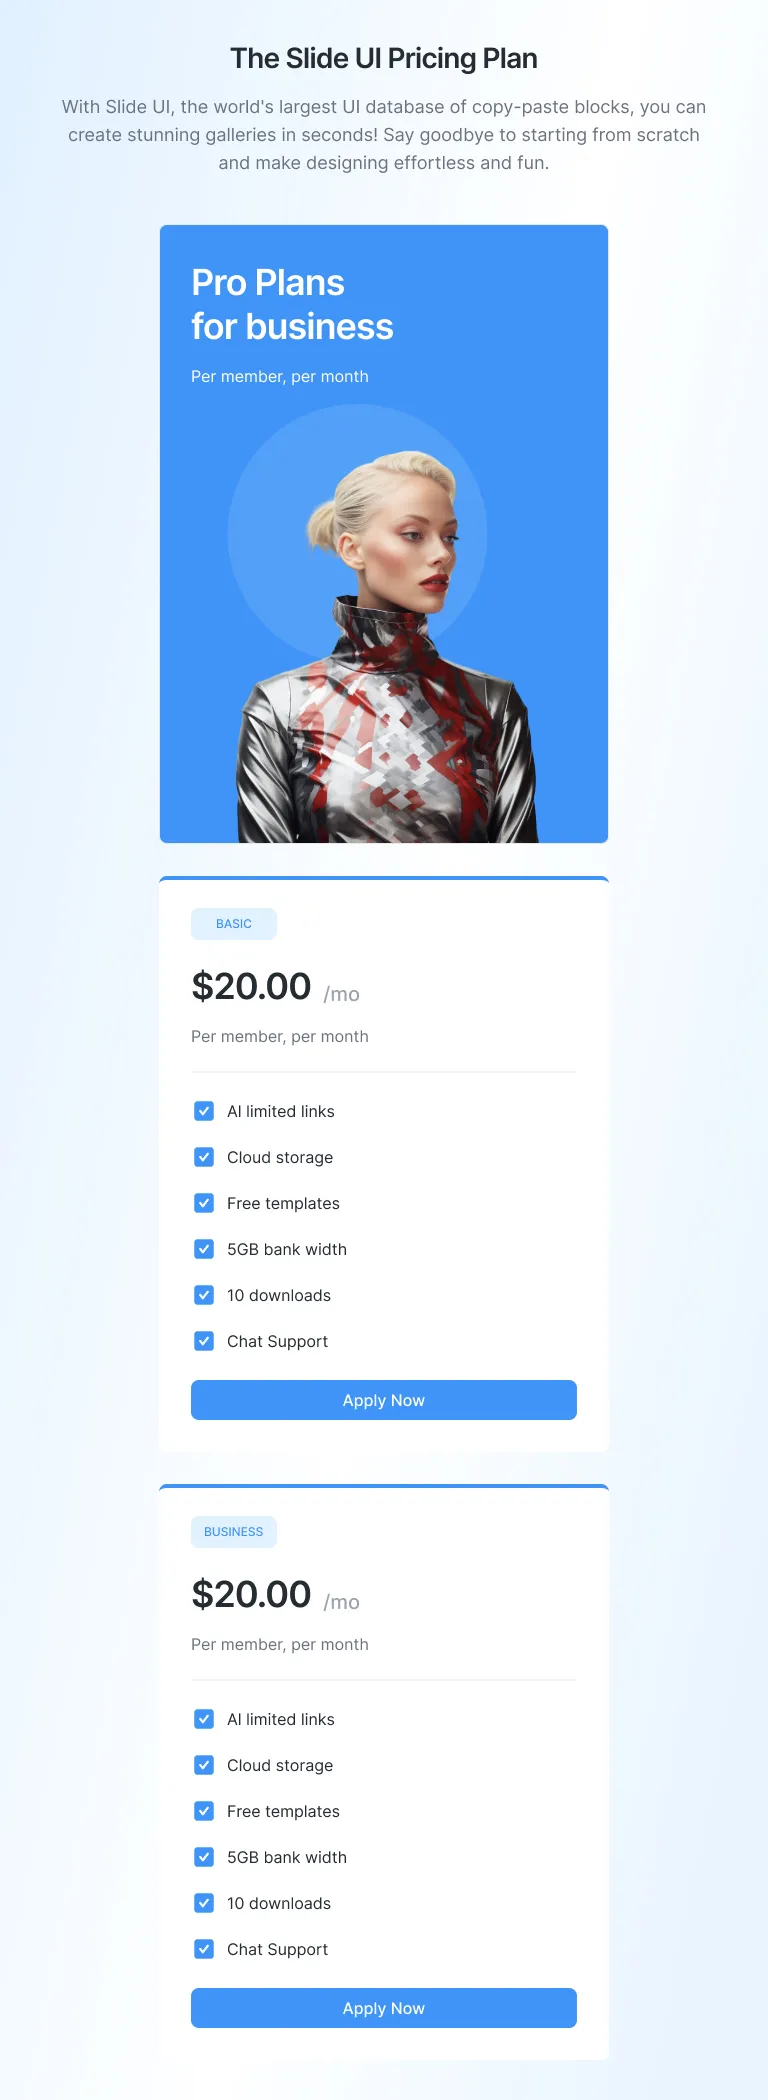 The Slide UI Pricing Plan
With Slide UI, the world's largest UI database of copy-paste blocks, you can
create stunning galleries in seconds! Say goodbye to starting from scratch
and make designing effortless and fun.
Pro Plans
for business
Per member, per month
BASIC
$20.00 /mo
Per member, per month
Al limited links
Cloud storage
Free templates
5GB bank width
10 downloads
Chat Support
Apply Now
BUSINESS
$20.00 /mo
Per member, per month
Al limited links
Cloud storage
Free templates
5GB bank width
10 downloads
Chat Support
Apply Now